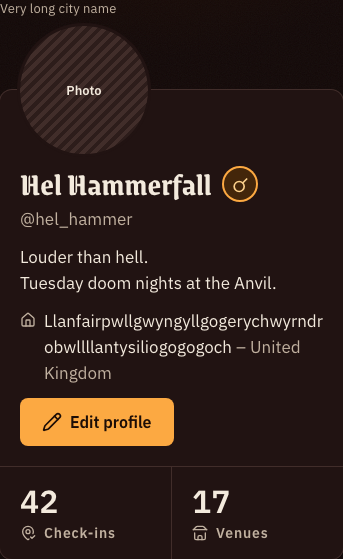 Very long city name
Photo
Hel Hammerfall
@hel_hammer
Louder than hell.
Tuesday doom nights at the Anvil.
Llanfairpwllgwyngyllgogerychwyrndr
obwllllantysiliogogogoch – United
Kingdom
Edit profile
42
17
Check-ins
Venues